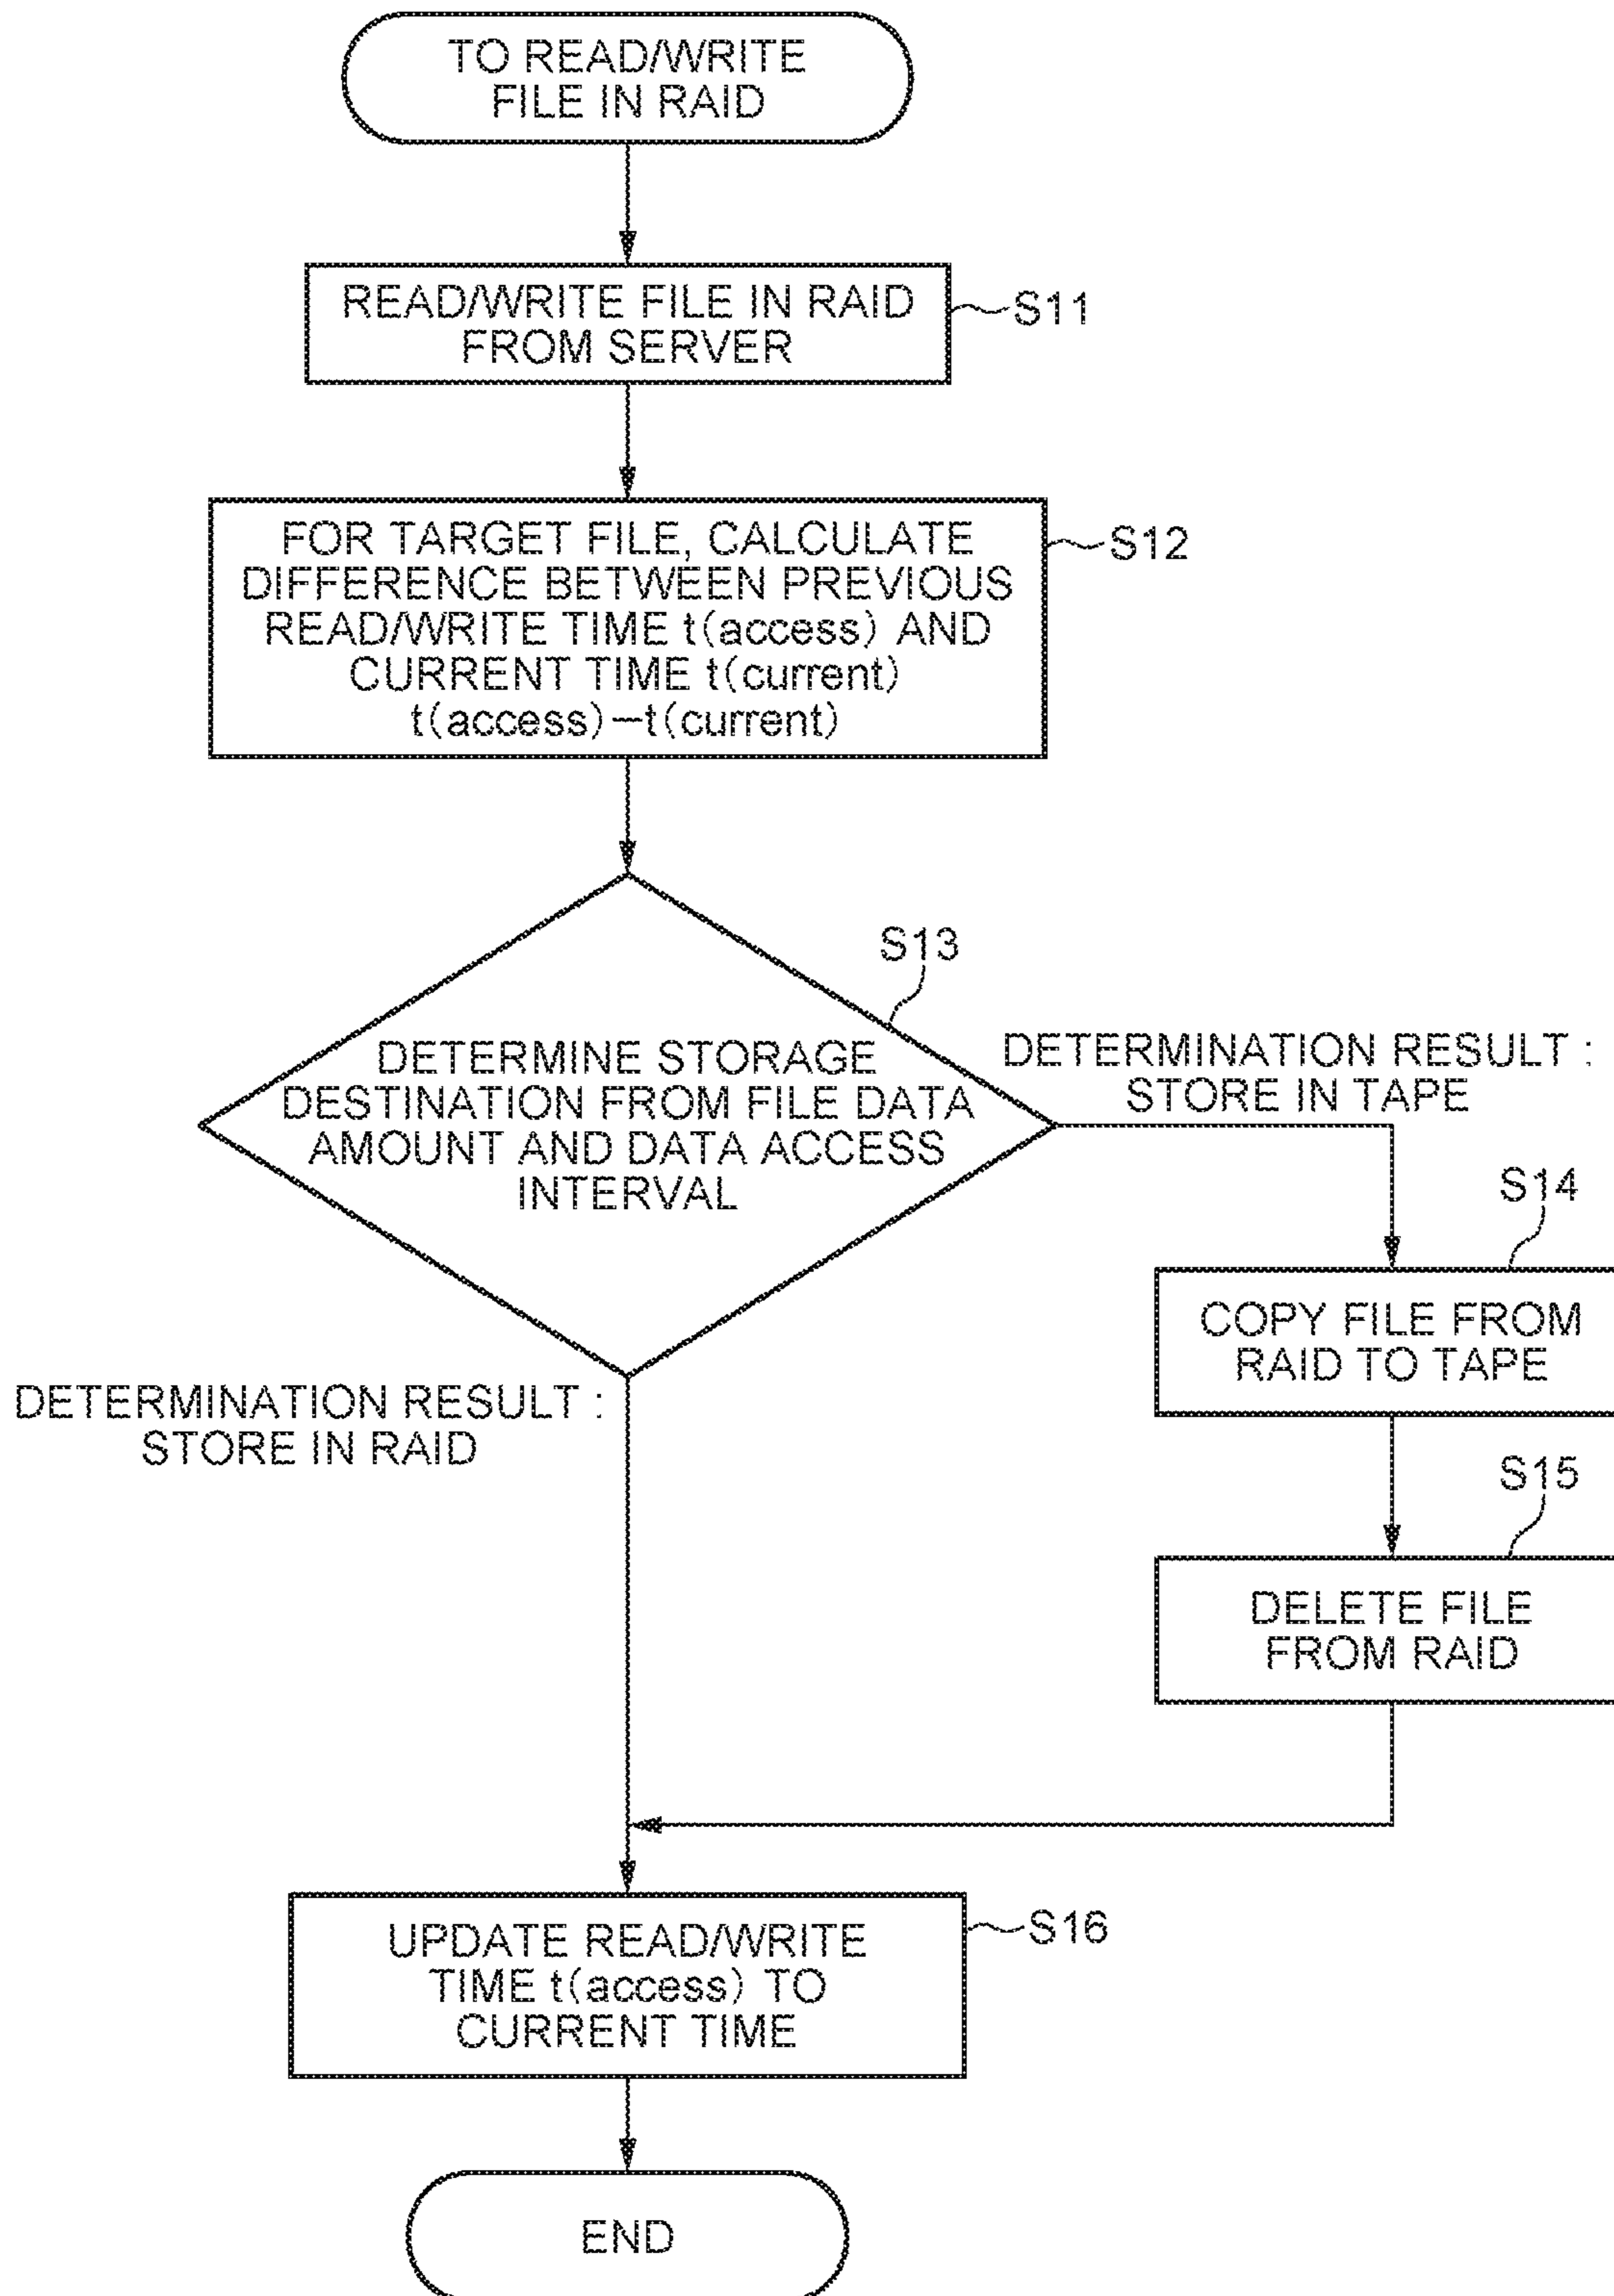 TO READ/WRITE
FILE IN RAID
READ/WRITE FILE IN RAID
FROM SERVER
S11
FOR TARGET FILE, CALCULATE
DIFFERENCE BETWEEN PREVIOUS
READ/WRITE TIME t(access) AND
CURRENT TIME t(current)
t(access)−t(current)
S12
S13
DETERMINE STORAGE
DESTINATION FROM FILE DATA
AMOUNT AND DATA ACCESS
INTERVAL
DETERMINATION RESULT :
STORE IN TAPE
S14
COPY FILE FROM
RAID TO TAPE
DETERMINATION RESULT :
STORE IN RAID
S15
DELETE FILE
FROM RAID
UPDATE READ/WRITE
TIME t(access) TO
CURRENT TIME
S16
END